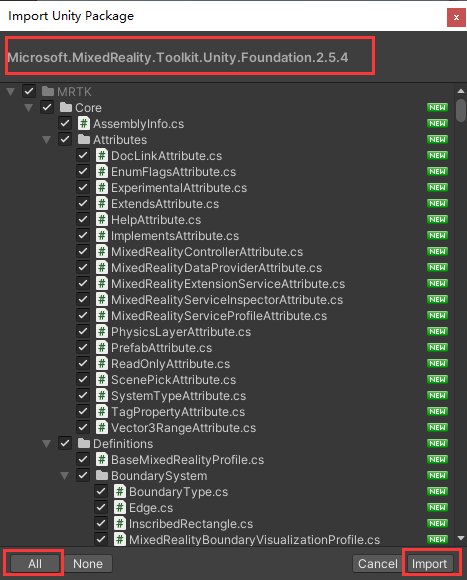 Import Unity Package
x
Microsoft.MixedReality.Toolkit.Unity.Foundation.2.5.4
MRTK
Core NEW
# AssemblyInfo.cs NEW
Attributes NEW
# DocLinkAttribute.cs NEW
# EnumFlagsAttribute.cs NEW
# ExperimentalAttribute.cs NEW
# ExtendsAttribute.cs NEW
# HelpAttribute.cs NEW
# ImplementsAttribute.cs NEW
# MixedRealityControllerAttribute.cs NEW
# MixedRealityDataProviderAttribute.cs NEW
# MixedRealityExtensionServiceAttribute.cs NEW
# MixedRealityServiceInspectorAttribute.cs NEW
# MixedRealityServiceProfileAttribute.cs NEW
# PhysicsLayerAttribute.cs NEW
# PrefabAttribute.cs NEW
# ReadOnlyAttribute.cs NEW
# ScenePickAttribute.cs NEW
# SystemTypeAttribute.cs NEW
# TagPropertyAttribute.cs NEW
# Vector3RangeAttribute.cs NEW
Definitions NEW
# BaseMixedRealityProfile.cs NEW
BoundarySystem NEW
# BoundaryType.cs NEW
# Edge.cs NEW
# InscribedRectangle.cs NEW
# MixedRealityBoundaryVisualizationProfile.cs NEW
All None Cancel Import